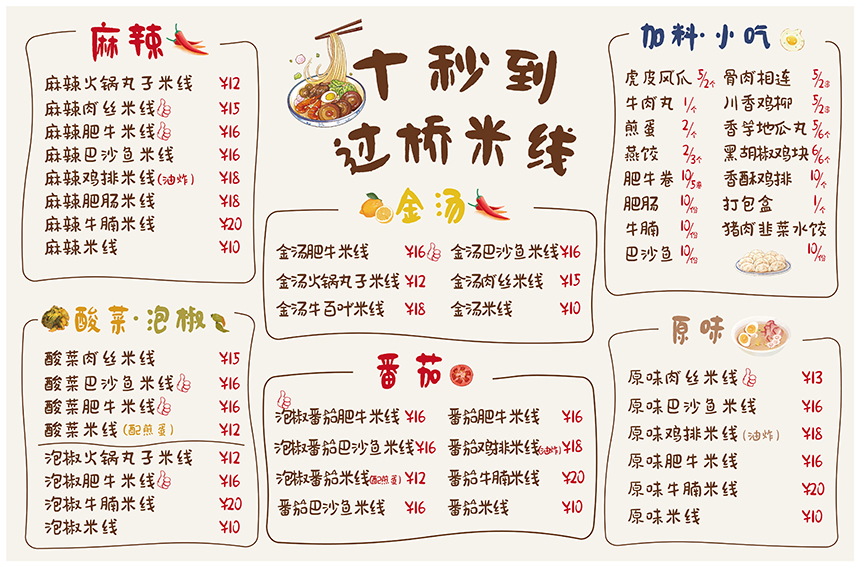 麻辣
麻辣火锅丸子米线 ¥12
麻辣肉丝米线 ¥15
麻辣肥牛米线 ¥16
麻辣巴沙鱼米线 ¥16
麻辣鸡排米线(油炸) ¥18
麻辣肥肠米线 ¥18
麻辣牛腩米线 ¥20
麻辣米线 ¥10
十秒到
过桥米线
加料·小吃
虎皮凤爪 5/2个 骨肉相连 5/2串
牛肉丸 1/个 川香鸡柳 5/2串
煎蛋 2/个 香芋地瓜丸 5/6个
蒸饺 2/3个 黑胡椒鸡块 6/6个
肥牛卷 10/5串 香酥鸡排 10/个
肥肠 10/份 打包盒 1/个
牛腩 10/份 猪肉韭菜水饺
巴沙鱼 10/份 10/份
金汤
金汤肥牛米线 ¥16 金汤巴沙鱼米线 ¥16
金汤火锅丸子米线 ¥12 金汤肉丝米线 ¥15
金汤牛百叶米线 ¥18 金汤米线 ¥10
酸菜·泡椒
酸菜肉丝米线 ¥15
酸菜巴沙鱼米线 ¥16
酸菜肥牛米线 ¥16
酸菜米线(配煎蛋) ¥12
泡椒火锅丸子米线 ¥12
泡椒肥牛米线 ¥16
泡椒牛腩米线 ¥20
泡椒米线 ¥10
番茄
泡椒番茄肥牛米线 ¥16 番茄肥牛米线 ¥16
泡椒番茄巴沙鱼米线 ¥16 番茄鸡排米线(油炸) ¥18
泡椒番茄米线(配煎蛋) ¥12 番茄牛腩米线 ¥20
番茄巴沙鱼米线 ¥16 番茄米线 ¥10
原味
原味肉丝米线 ¥13
原味巴沙鱼米线 ¥16
原味鸡排米线(油炸) ¥18
原味肥牛米线 ¥16
原味牛腩米线 ¥20
原味米线 ¥10